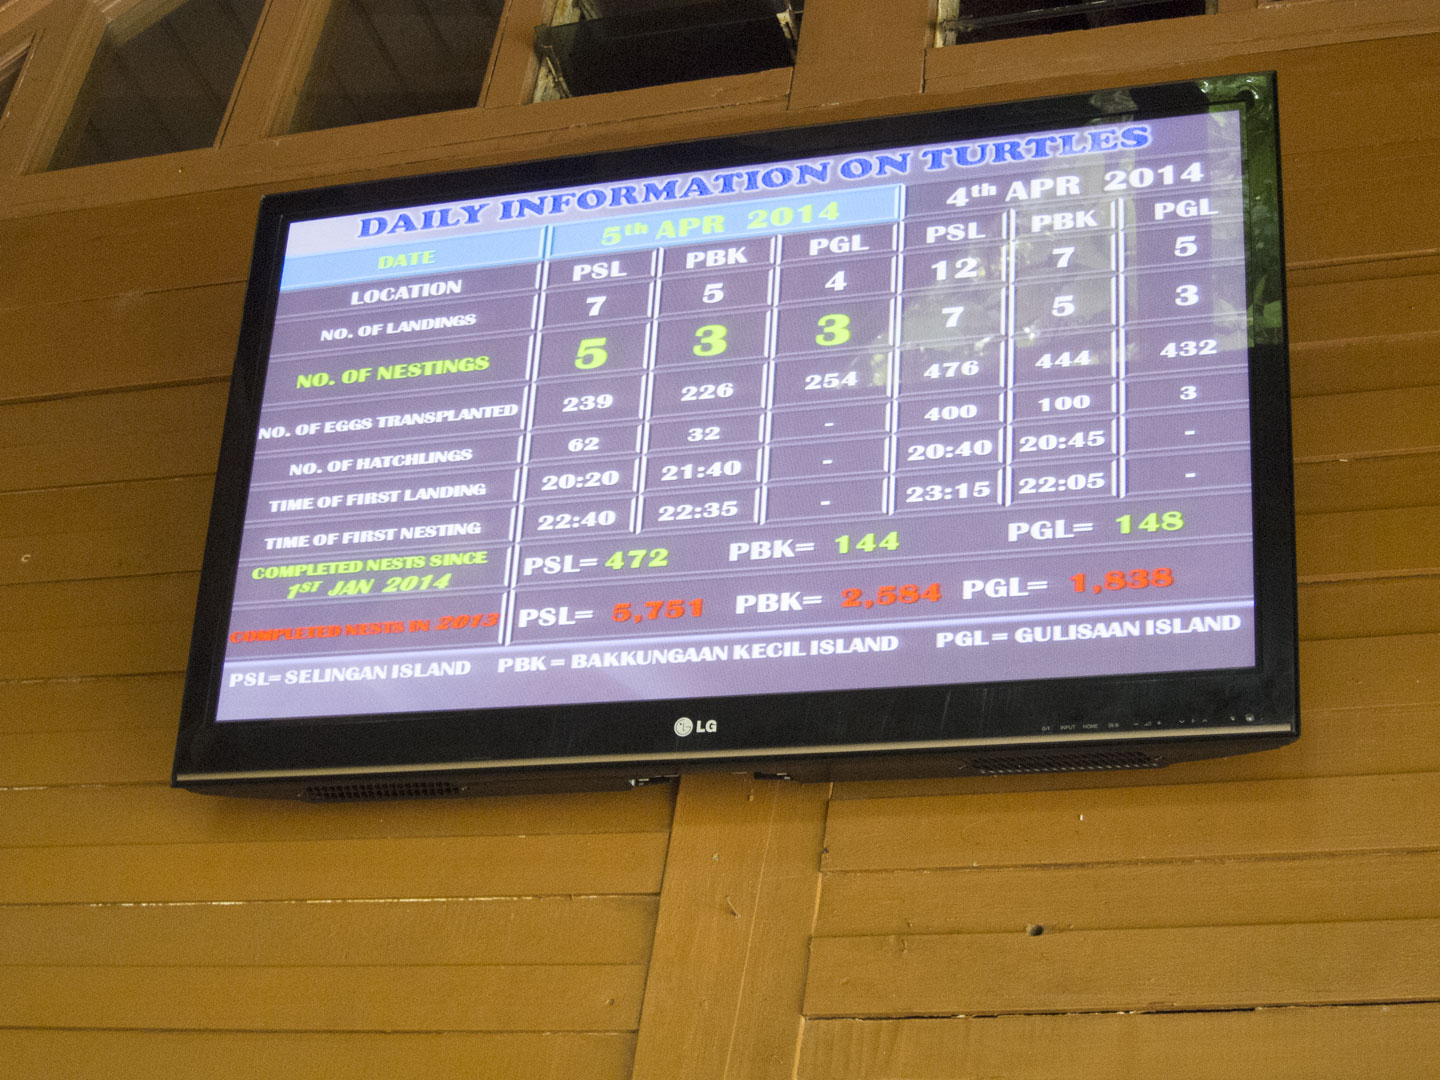 DAILY INFORMATION ON TURTLES
DATE 5th APR 2014 4th APR 2014
LOCATION PSL PBK PGL PSL PBK PGL
NO. OF LANDINGS 7 5 4 12 7 5
NO. OF NESTINGS 5 3 3 7 5 3
NO. OF EGGS TRANSPLANTED 239 226 254 476 444 432
NO. OF HATCHLINGS 62 32 - 400 100 3
TIME OF FIRST LANDING 20:20 21:40 - 20:40 20:45 -
TIME OF FIRST NESTING 22:40 22:35 - 23:15 22:05 -
COMPLETED NESTS SINCE
1ST JAN 2014 PSL= 472 PBK= 144 PGL= 148
COMPLETED NESTS IN 2013 PSL= 5,751 PBK= 2,584 PGL= 1,838
PSL= SELINGAN ISLAND PBK = BAKKUNGAAN KECIL ISLAND PGL = GULISAAN ISLAND
LG
INPUT HOME